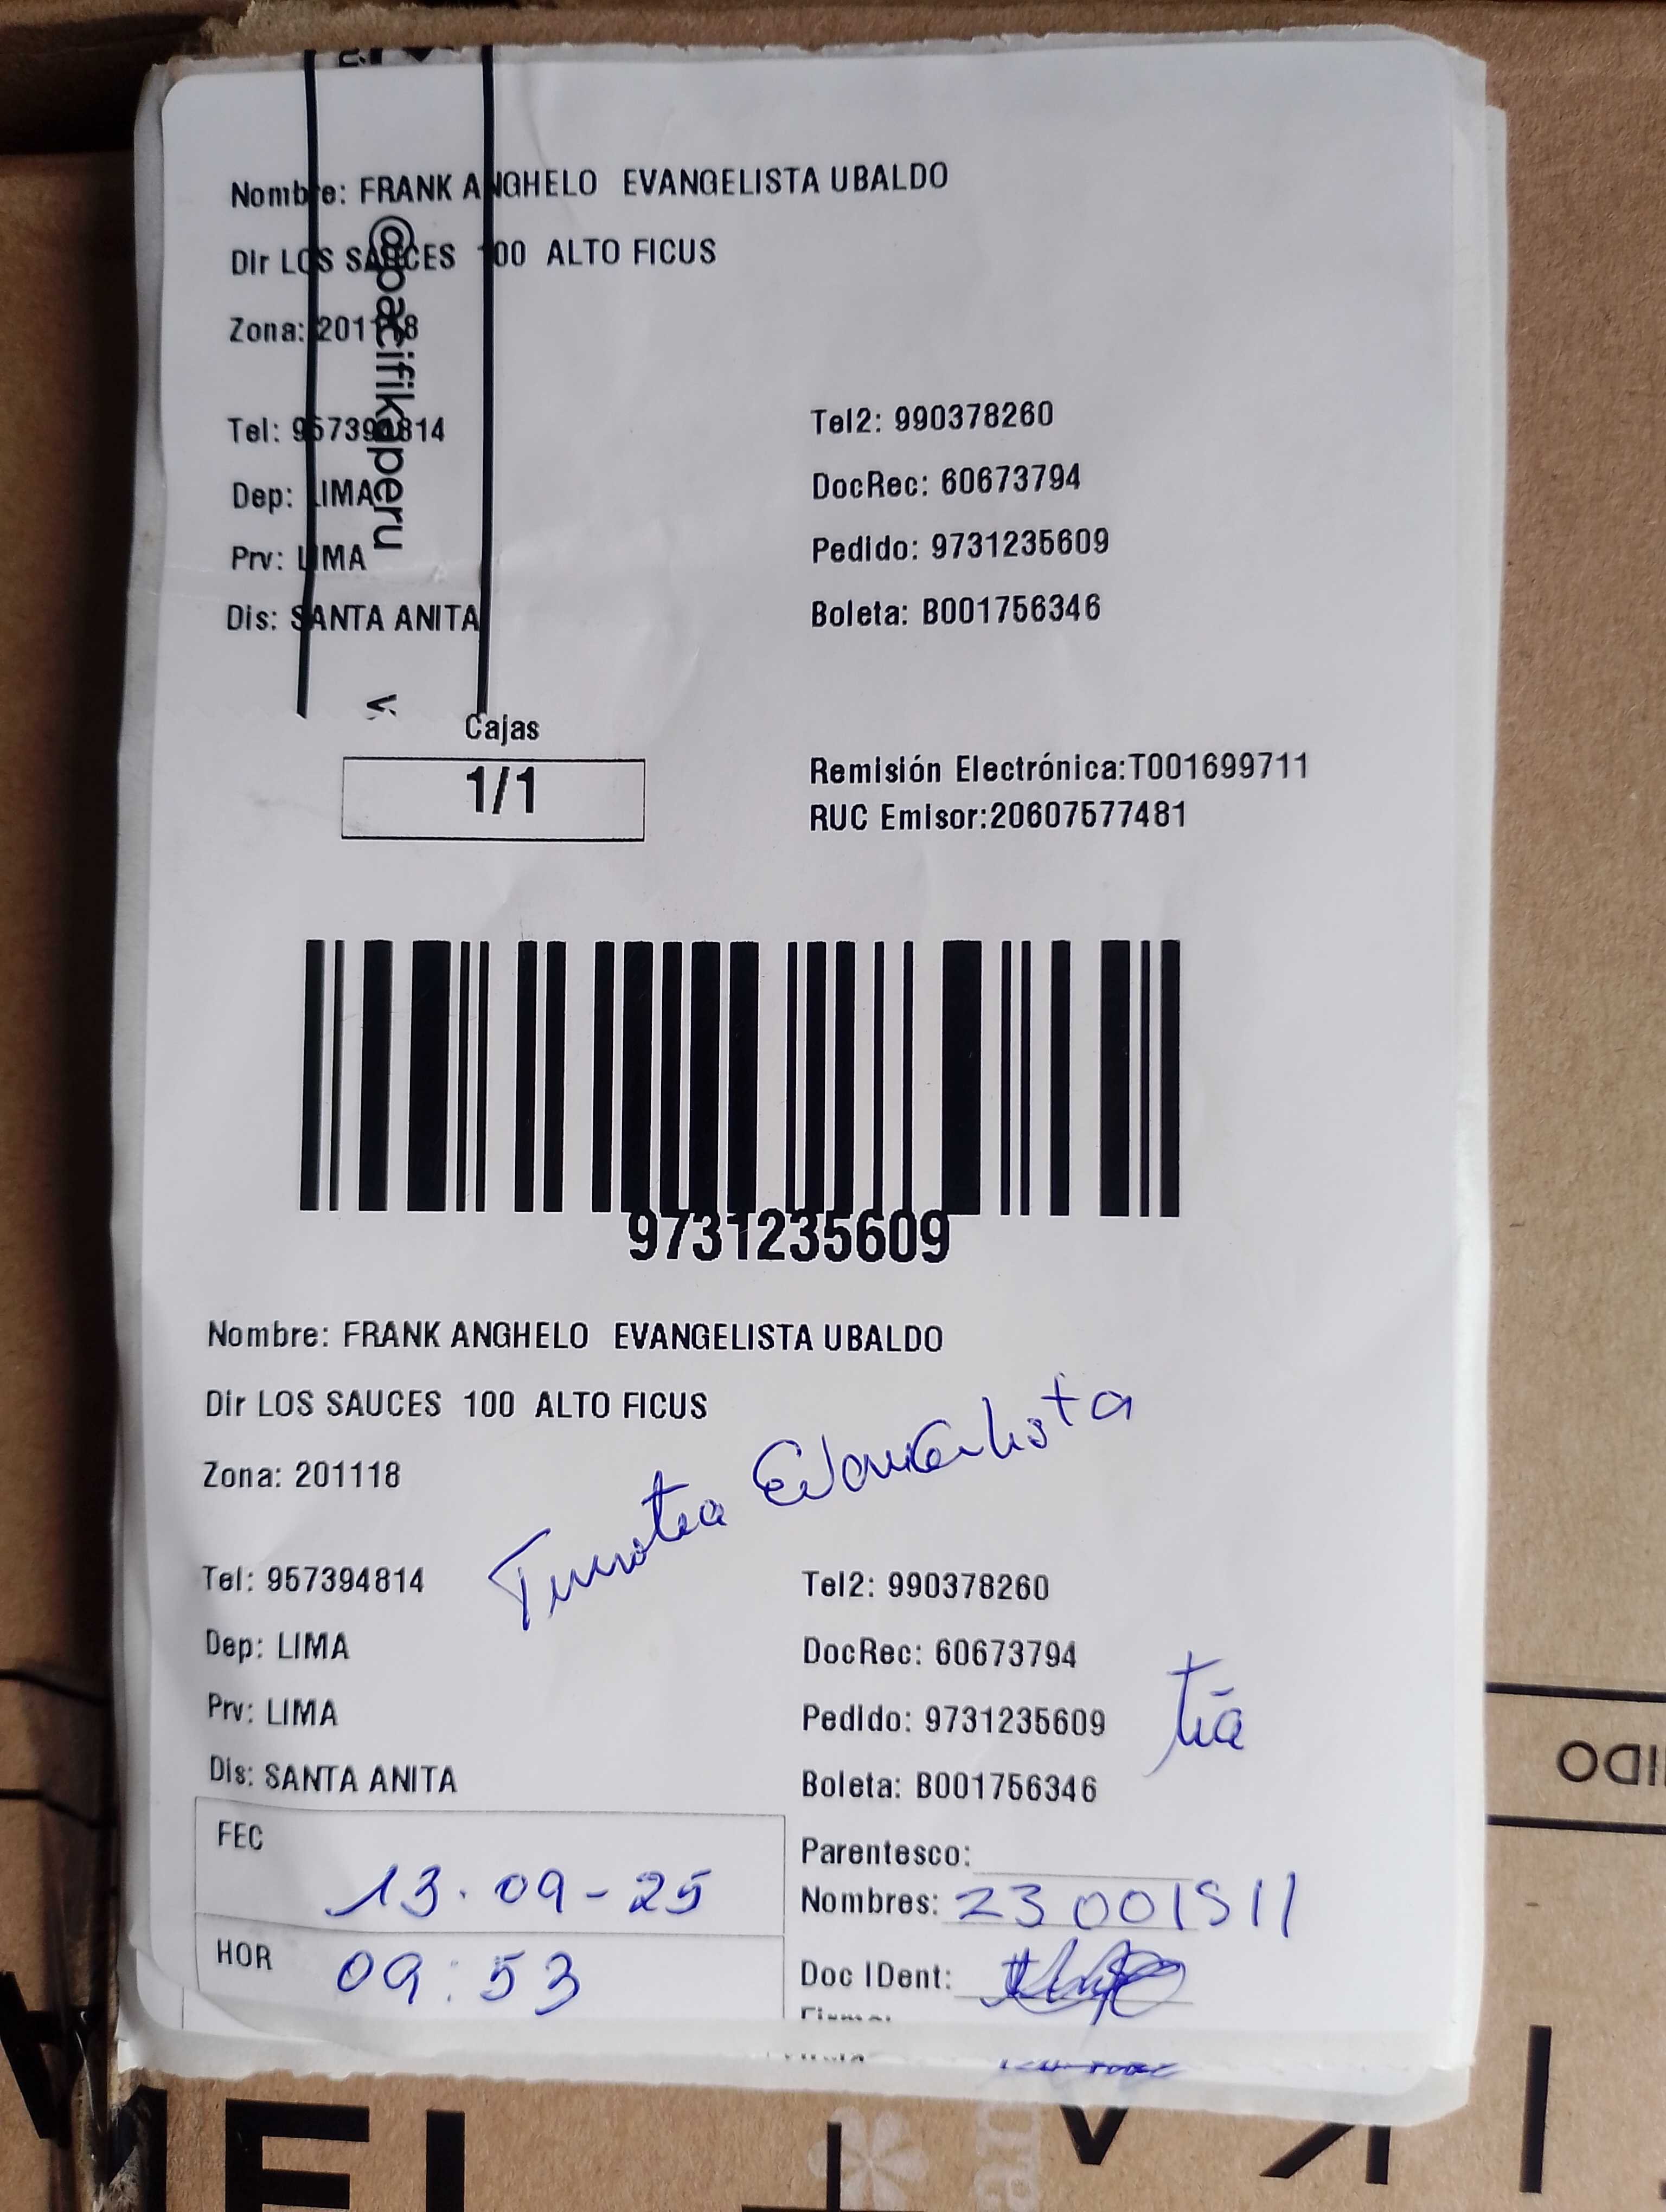 Nombre: FRANK ANGHELO EVANGELISTA UBALDO
Dir LOS SAUCES 100 ALTO FICUS
Zona: 201118
@pacifikaperu
Tel: 957394814 Tel2: 990378260
Dep: LIMA DocRec: 60673794
Prv: LIMA Pedido: 9731235609
Dis: SANTA ANITA Boleta: B001756346
Cajas
1/1
Remisión Electrónica:T001699711
RUC Emisor:20607577481
9731235609
Nombre: FRANK ANGHELO EVANGELISTA UBALDO
Dir LOS SAUCES 100 ALTO FICUS
Zona: 201118
Evangelista
Tel: 957394814 Tel2: 990378260
Dep: LIMA DocRec: 60673794
Prv: LIMA Pedido: 9731235609 tía
Dis: SANTA ANITA Boleta: B001756346
FEC 13.09-25
Parentesco:
Nombres: 23001511
HOR 09:53
Doc IDent: